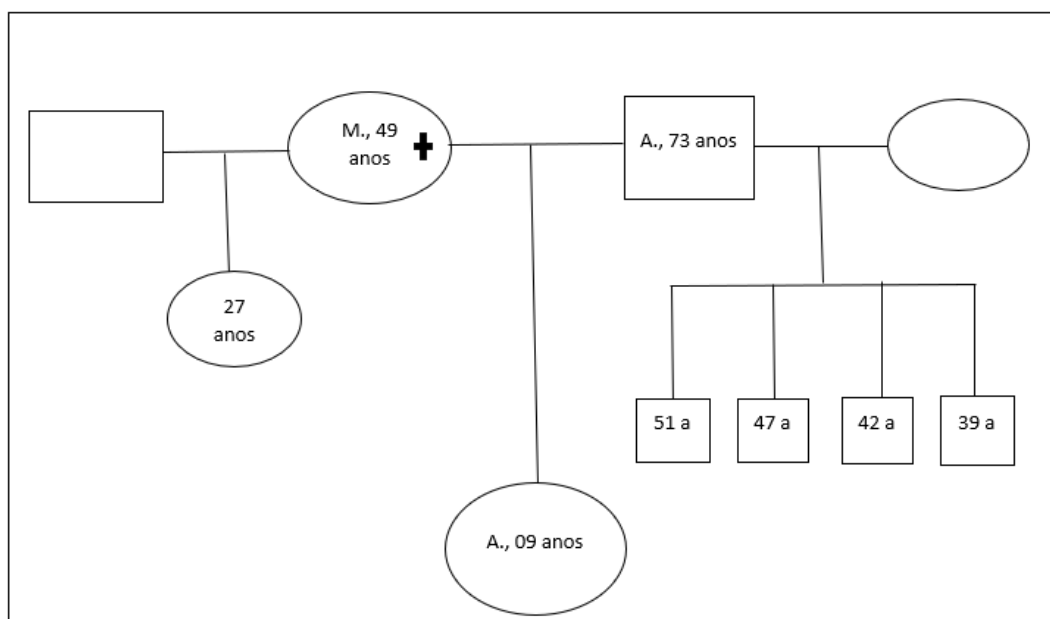 M., 49
anos
A., 73 anos
27
anos
51 a
47 a
42 a
39 a
A., 09 anos